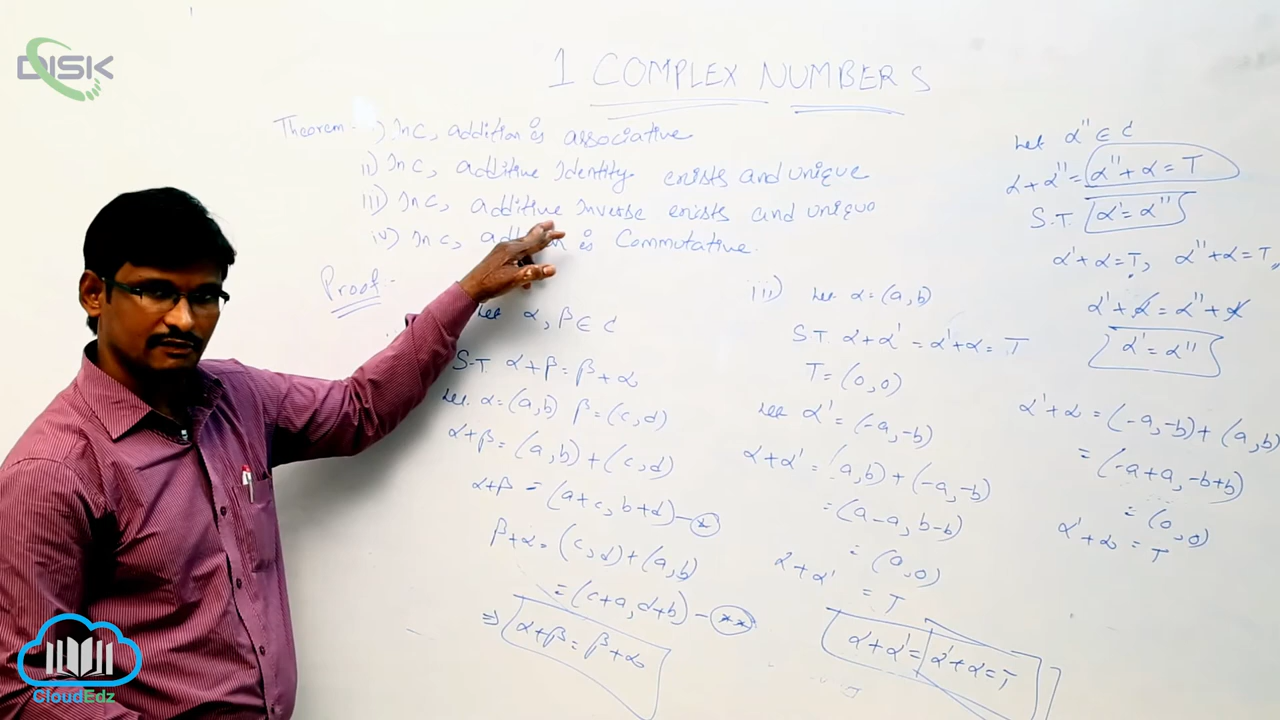 DISK
1 COMPLEX NUMBERS
Theorem - i) In C, addition is associative
ii) In C, additive Identity exists and unique
iii) In C, additive Inverse exists and unique
iv) In C, is Commutative.
Proof:-
Let α, β ∈ C
S.T. α+β = β+α
Let α=(a,b) β=(c,d)
α+β = (a,b)+(c,d)
α+β = (a+c, b+d) - *
β+α = (c,d)+(a,b)
= (c+a, d+b) - **
⇒ α+β = β+α
iii) Let α=(a,b)
S.T. α+α' = α'+α = T
T = (0,0)
Let α' = (-a,-b)
α+α' = (a,b)+(-a,-b)
= (a-a, b-b)
= (0,0)
α+α' = T
α+α' = α'+α = T
Let α'' ∈ C
α+α'' = α''+α = T
S.T. α' = α''
α'+α = T, α''+α = T,
α'+α = α''+α
α' = α''
α'+α = (-a,-b)+(a,b)
= (-a+a, -b+b)
= (0,0)
α'+α = T
CloudEdz